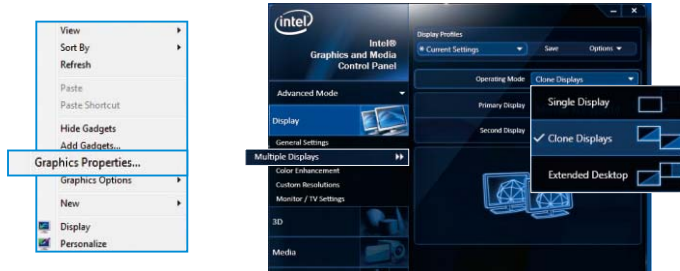 View
Sort By
Refresh
Paste
Paste Shortcut
Hide Gadgets
Add Gadgets...
Graphics Properties...
Graphics Options
New
Display
Personalize
intel
Intel®
Graphics and Media
Control Panel
Advanced Mode
Display
General Settings
Multiple Displays
Color Enhancement
Custom Resolutions
Monitor / TV Settings
3D
Media
Display Profiles
* Current Settings Save Options
Operating Mode Clone Displays
Primary Display
Second Display
Single Display
Clone Displays
Extended Desktop